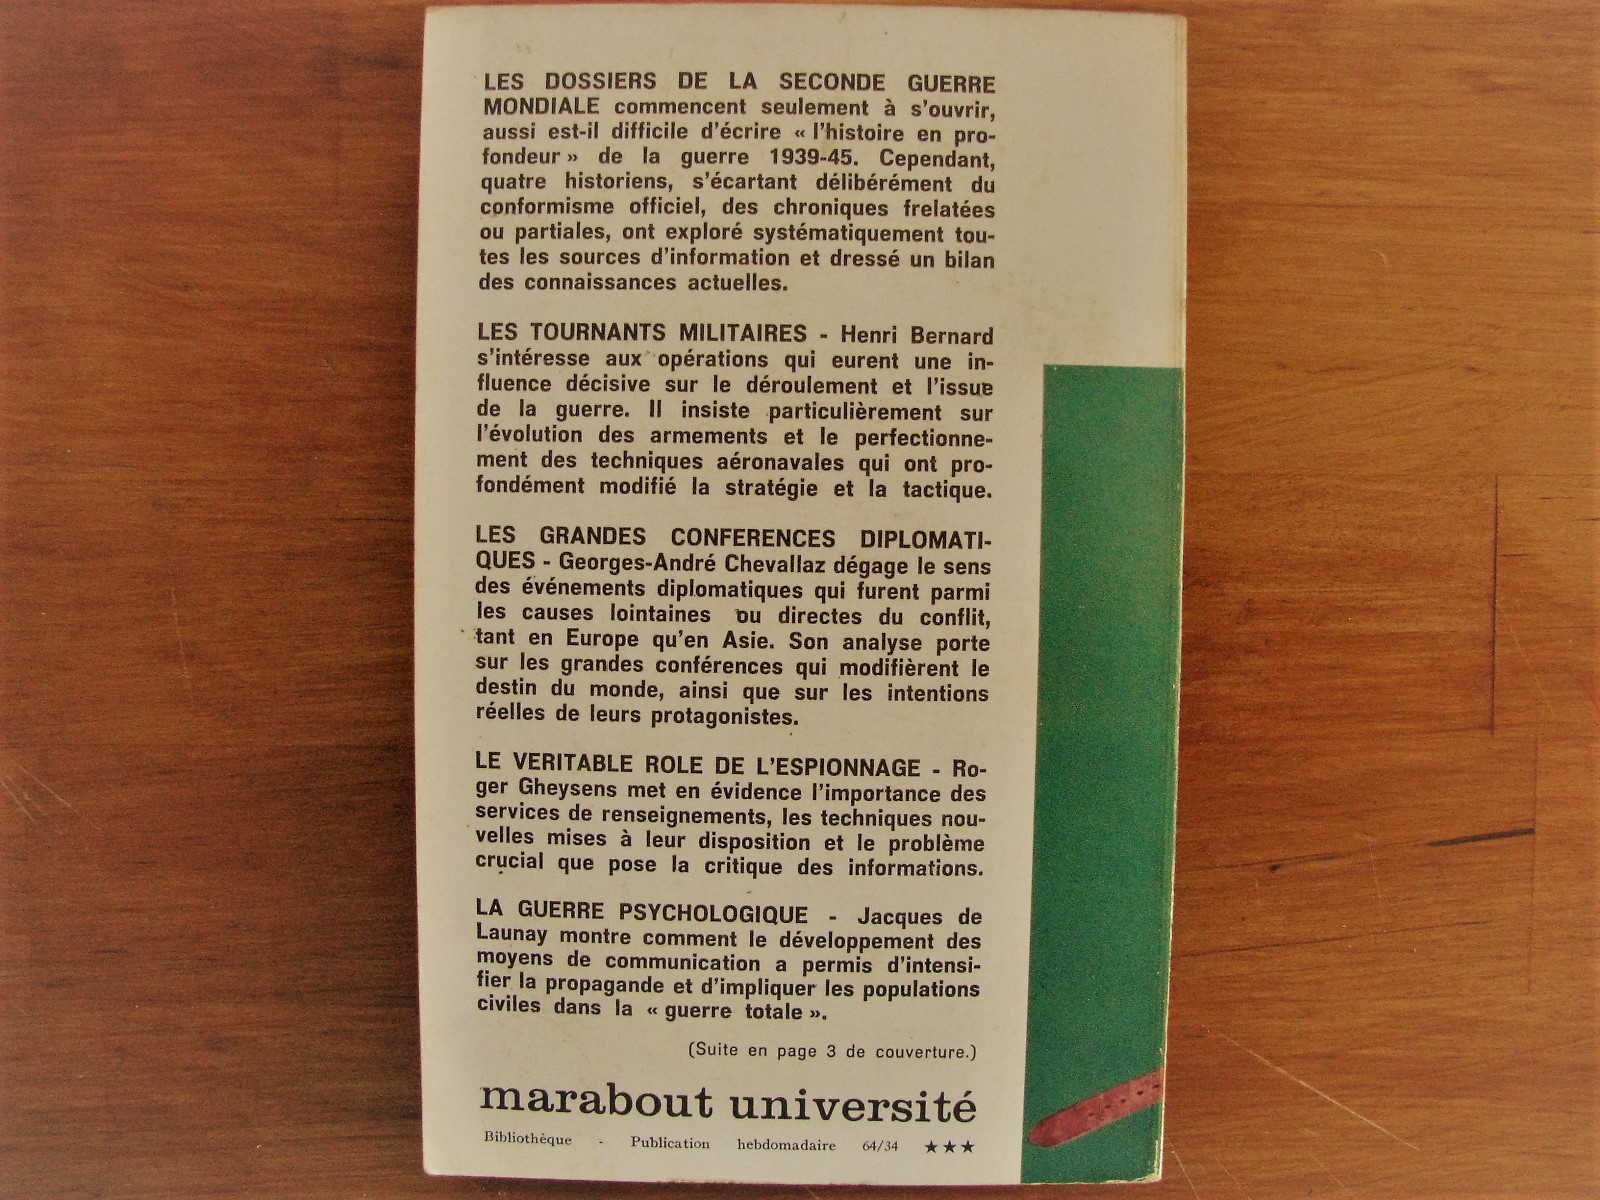 LES DOSSIERS DE LA SECONDE GUERRE
MONDIALE commencent seulement à s'ouvrir,
aussi est-il difficile d'écrire « l'histoire en pro-
fondeur » de la guerre 1939-45. Cependant,
quatre historiens, s'écartant délibérément du
conformisme officiel, des chroniques frelatées
ou partiales, ont exploré systématiquement tou-
tes les sources d'information et dressé un bilan
des connaissances actuelles.
LES TOURNANTS MILITAIRES - Henri Bernard
s'intéresse aux opérations qui eurent une in-
fluence décisive sur le déroulement et l'issue
de la guerre. Il insiste particulièrement sur
l'évolution des armements et le perfectionne-
ment des techniques aéronavales qui ont pro-
fondément modifié la stratégie et la tactique.
LES GRANDES CONFERENCES DIPLOMATI-
QUES - Georges-André Chevallaz dégage le sens
des événements diplomatiques qui furent parmi
les causes lointaines ou directes du conflit,
tant en Europe qu'en Asie. Son analyse porte
sur les grandes conférences qui modifièrent le
destin du monde, ainsi que sur les intentions
réelles de leurs protagonistes.
LE VERITABLE ROLE DE L'ESPIONNAGE - Ro-
ger Gheysens met en évidence l'importance des
services de renseignements, les techniques nou-
velles mises à leur disposition et le problème
crucial que pose la critique des informations.
LA GUERRE PSYCHOLOGIQUE - Jacques de
Launay montre comment le développement des
moyens de communication a permis d'intensi-
fier la propagande et d'impliquer les populations
civiles dans la « guerre totale ».
(Suite en page 3 de couverture.)
marabout université
Bibliothèque - Publication hebdomadaire 64/34 ★★★